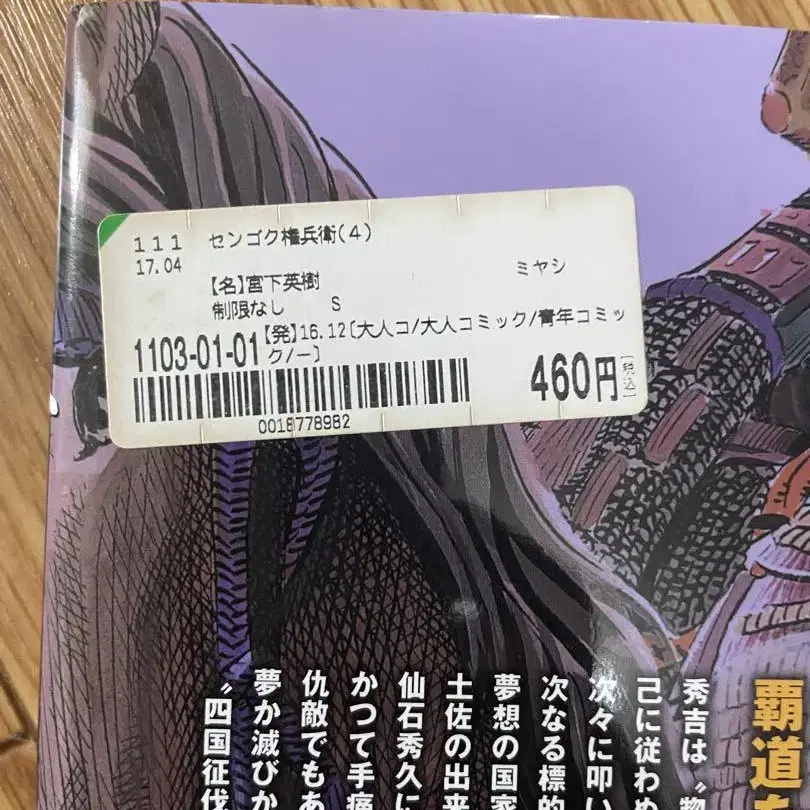 111 センゴク権兵衛(4)
17.04
ミヤシ
【名】宮下英樹
制限なし S
【発】16.12〔大人コ/大人コミック/青年コミッ
ク/ー〕
1103-01-01
460円
〔税込〕
0018778982
覇道を
秀吉は〝惣
己に従わぬ
次々に叩い
次なる標的
夢想の国家
土佐の出来
仙石秀久に
かつて手痛
仇敵でもあ
夢か滅びか
〝四国征伐